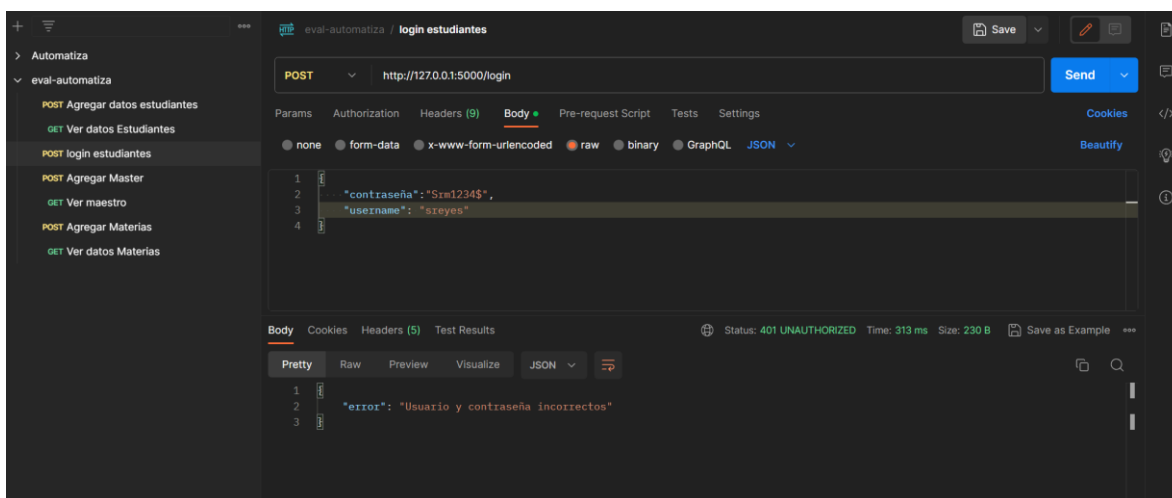 + ooo
> Automatiza
eval-automatiza
POST Agregar datos estudiantes
GET Ver datos Estudiantes
POST login estudiantes
POST Agregar Master
GET Ver maestro
POST Agregar Materias
GET Ver datos Materias
HTTP eval-automatiza / login estudiantes
Save
POST http://127.0.0.1:5000/login
Send
Params Authorization Headers (9) Body Pre-request Script Tests Settings Cookies
none form-data x-www-form-urlencoded raw binary GraphQL JSON Beautify
1 {
2 "contraseña":"Srm1234$",
3 "username": "sreyes"
4 }
Body Cookies Headers (5) Test Results
Status: 401 UNAUTHORIZED Time: 313 ms Size: 230 B Save as Example ooo
Pretty Raw Preview Visualize JSON
1 {
2 "error": "Usuario y contraseña incorrectos"
3 }